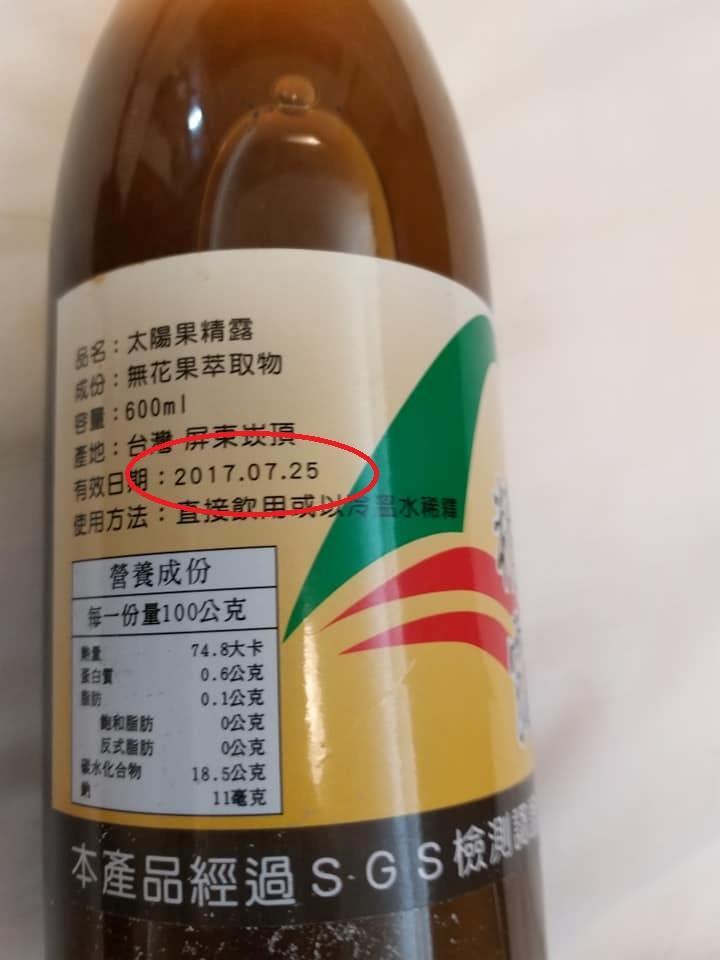 品名：太陽果精露
成份：無花果萃取物
容量：600ml
產地：台灣 屏東崁頂
有效日期：2017.07.25
使用方法：直接飲用或以冷溫水稀釋
營養成份
每一份量100公克
熱量 74.8大卡
蛋白質 0.6公克
脂肪 0.1公克
飽和脂肪 0公克
反式脂肪 0公克
碳水化合物 18.5公克
鈉 11毫克
本產品經過SGS檢測認